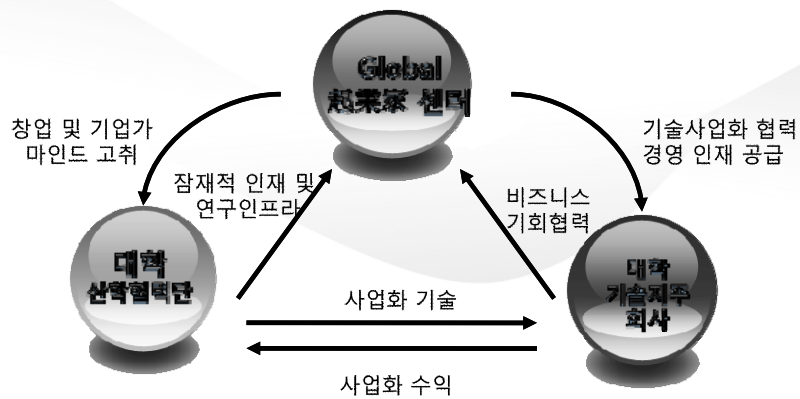 Global
起業家 센터
창업 및 기업가
마인드 고취
기술사업화 협력
경영 인재 공급
잠재적 인재 및
연구인프라
비즈니스
기회협력
대학
산학협력단
대학
기술지주
회사
사업화 기술
사업화 수익